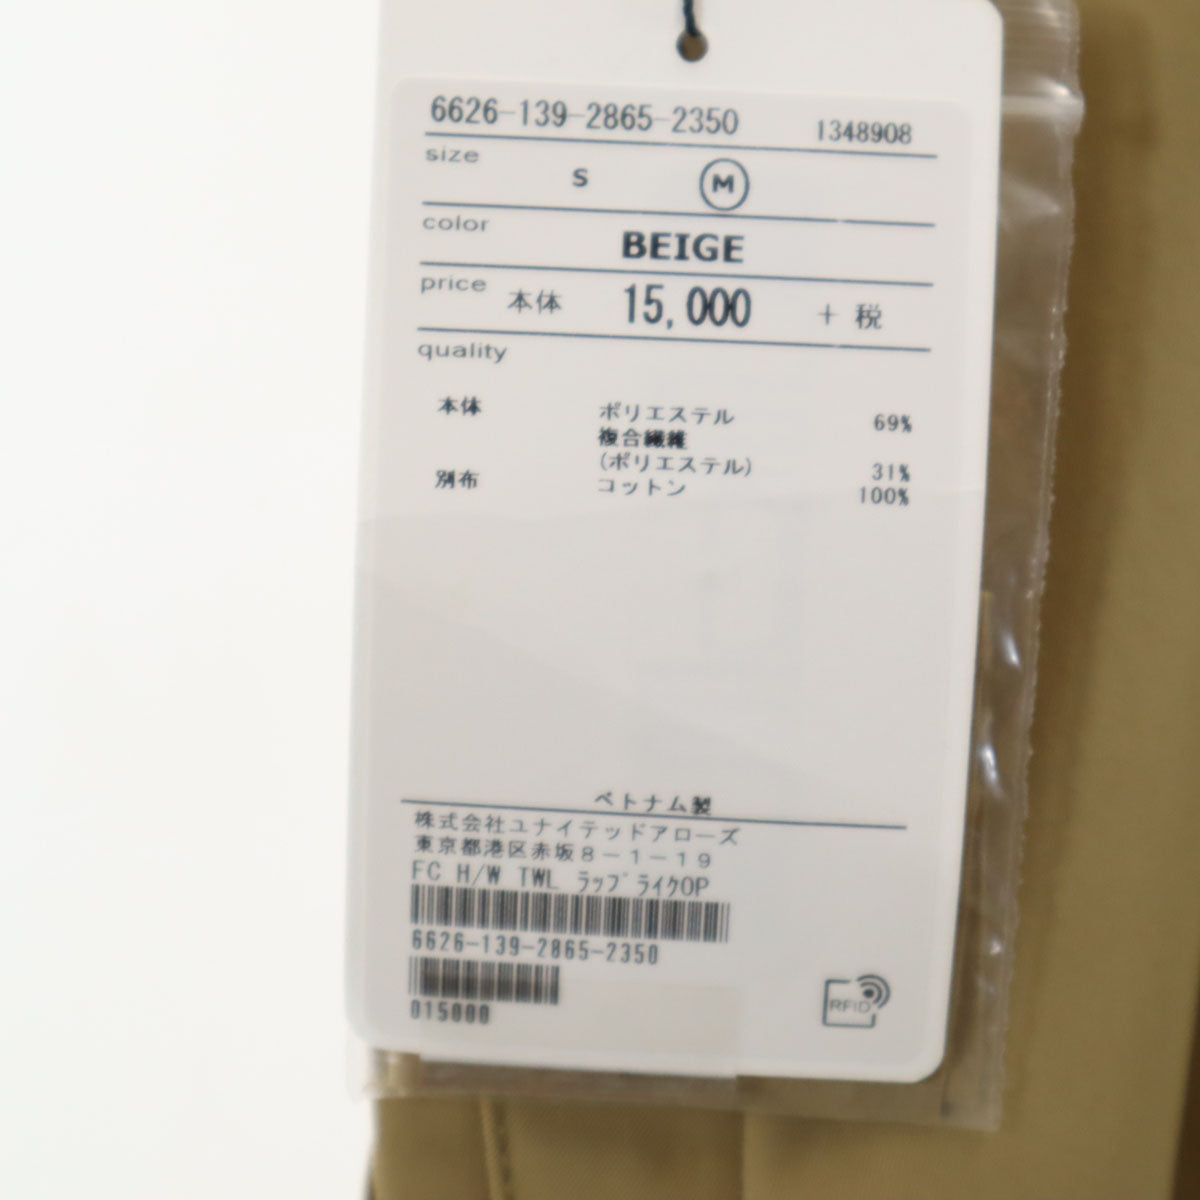 6626-139-2865-2350 1348908
size S M
color BEIGE
price 本体 15,000 + 税
quality
本体 ポリエステル 69%
複合繊維
(ポリエステル) 31%
別布 コットン 100%
ベトナム製
株式会社ユナイテッドアローズ
東京都港区赤坂8-1-19
FC H/W TWL ラップライクOP
6626-139-2865-2350
015000
RFID